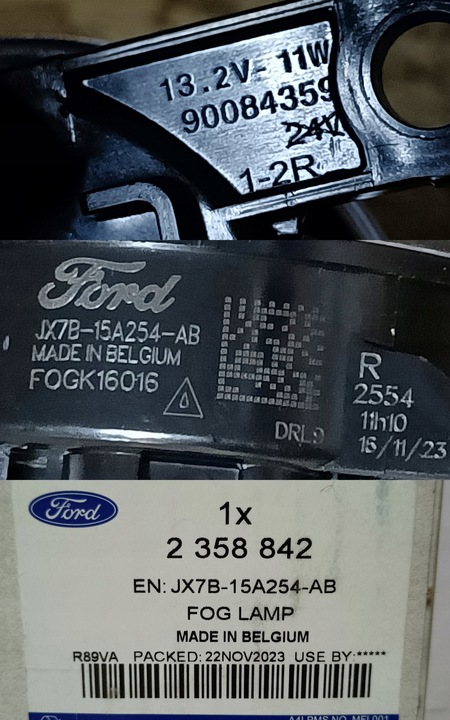 13.2V- 11W
90084359
24V
1-2R
Ford
JX7B-15A254-AB
MADE IN BELGIUM
FOGK16016
DRL9
R
2554
11h10
16/11/23
Ford
1x
2 358 842
EN: JX7B-15A254-AB
FOG LAMP
MADE IN BELGIUM
R89VA PACKED: 22NOV2023 USE BY:*****